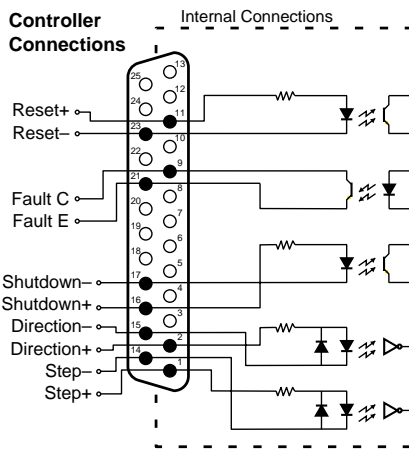 Controller
Connections
Internal Connections
13
25
12
24
11
Reset+
23
Reset–
10
22
9
21
8
Fault C
20
7
Fault E
19
6
18
5
17
Shutdown–
4
16
Shutdown+
3
15
Direction–
2
Direction+
14
Step–
1
Step+